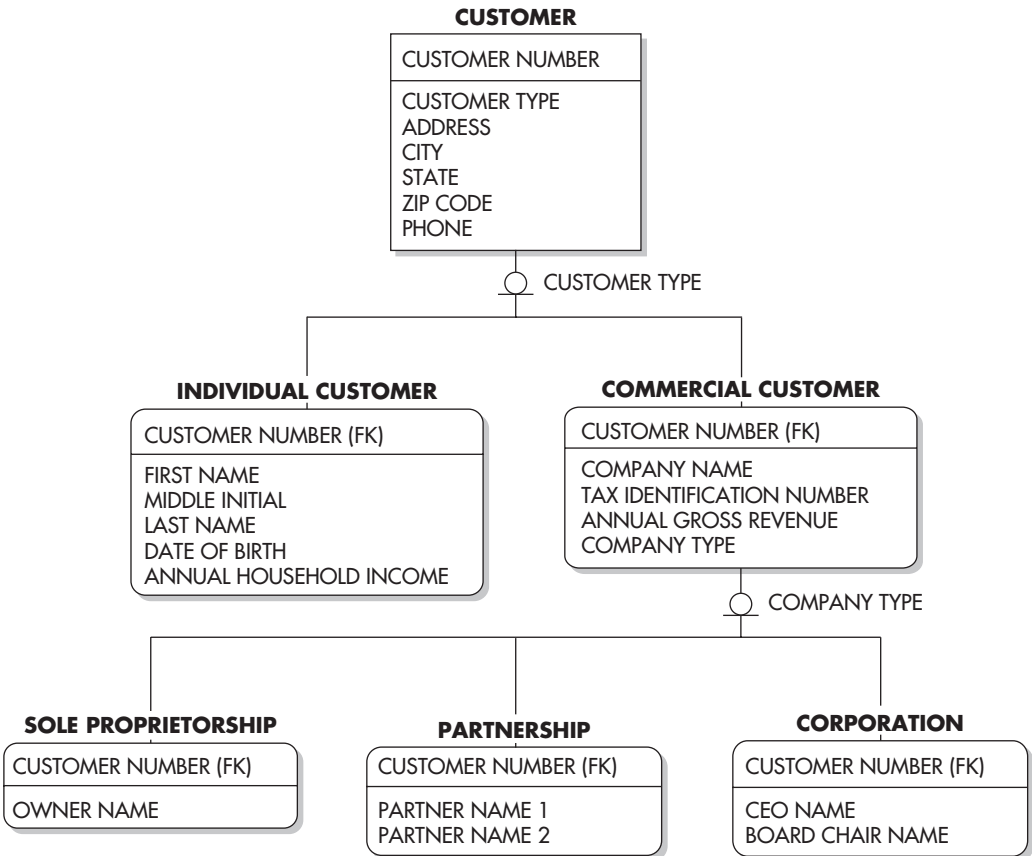 CUSTOMER
CUSTOMER NUMBER
CUSTOMER TYPE
ADDRESS
CITY
STATE
ZIP CODE
PHONE
CUSTOMER TYPE
INDIVIDUAL CUSTOMER
CUSTOMER NUMBER (FK)
FIRST NAME
MIDDLE INITIAL
LAST NAME
DATE OF BIRTH
ANNUAL HOUSEHOLD INCOME
COMMERCIAL CUSTOMER
CUSTOMER NUMBER (FK)
COMPANY NAME
TAX IDENTIFICATION NUMBER
ANNUAL GROSS REVENUE
COMPANY TYPE
COMPANY TYPE
SOLE PROPRIETORSHIP
CUSTOMER NUMBER (FK)
OWNER NAME
PARTNERSHIP
CUSTOMER NUMBER (FK)
PARTNER NAME 1
PARTNER NAME 2
CORPORATION
CUSTOMER NUMBER (FK)
CEO NAME
BOARD CHAIR NAME